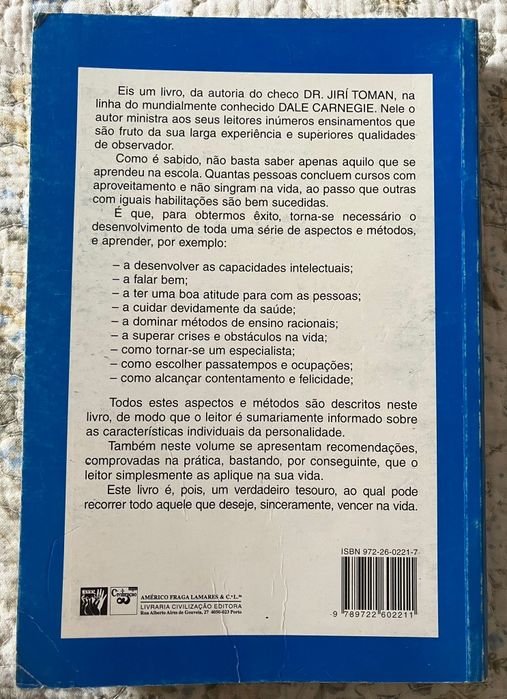 Eis um livro, da autoria do checo DR. JIRÍ TOMAN, na
linha do mundialmente conhecido DALE CARNEGIE. Nele o
autor ministra aos seus leitores inúmeros ensinamentos que
são fruto da sua larga experiência e superiores qualidades
de observador.
Como é sabido, não basta saber apenas aquilo que se
aprendeu na escola. Quantas pessoas concluem cursos com
aproveitamento e não singram na vida, ao passo que outras
com iguais habilitações são bem sucedidas.
É que, para obtermos êxito, torna-se necessário o
desenvolvimento de toda uma série de aspectos e métodos,
e aprender, por exemplo:
– a desenvolver as capacidades intelectuais;
– a falar bem;
– a ter uma boa atitude para com as pessoas;
– a cuidar devidamente da saúde;
– a dominar métodos de ensino racionais;
– a superar crises e obstáculos na vida;
– como tornar-se um especialista;
– como escolher passatempos e ocupações;
– como alcançar contentamento e felicidade;
Todos estes aspectos e métodos são descritos neste
livro, de modo que o leitor é sumariamente informado sobre
as características individuais da personalidade.
Também neste volume se apresentam recomendações,
comprovadas na prática, bastando, por conseguinte, que o
leitor simplesmente as aplique na sua vida.
Este livro é, pois, um verdadeiro tesouro, ao qual pode
recorrer todo aquele que deseje, sinceramente, vencer na vida.
ISBN 972-26-0221-7
9 789722 602211
AMÉRICO FRAGA LAMARES & C.ª L.da
LIVRARIA CIVILIZAÇÃO EDITORA
Rua Alberto Aires de Gouveia, 27 4050-023 Porto